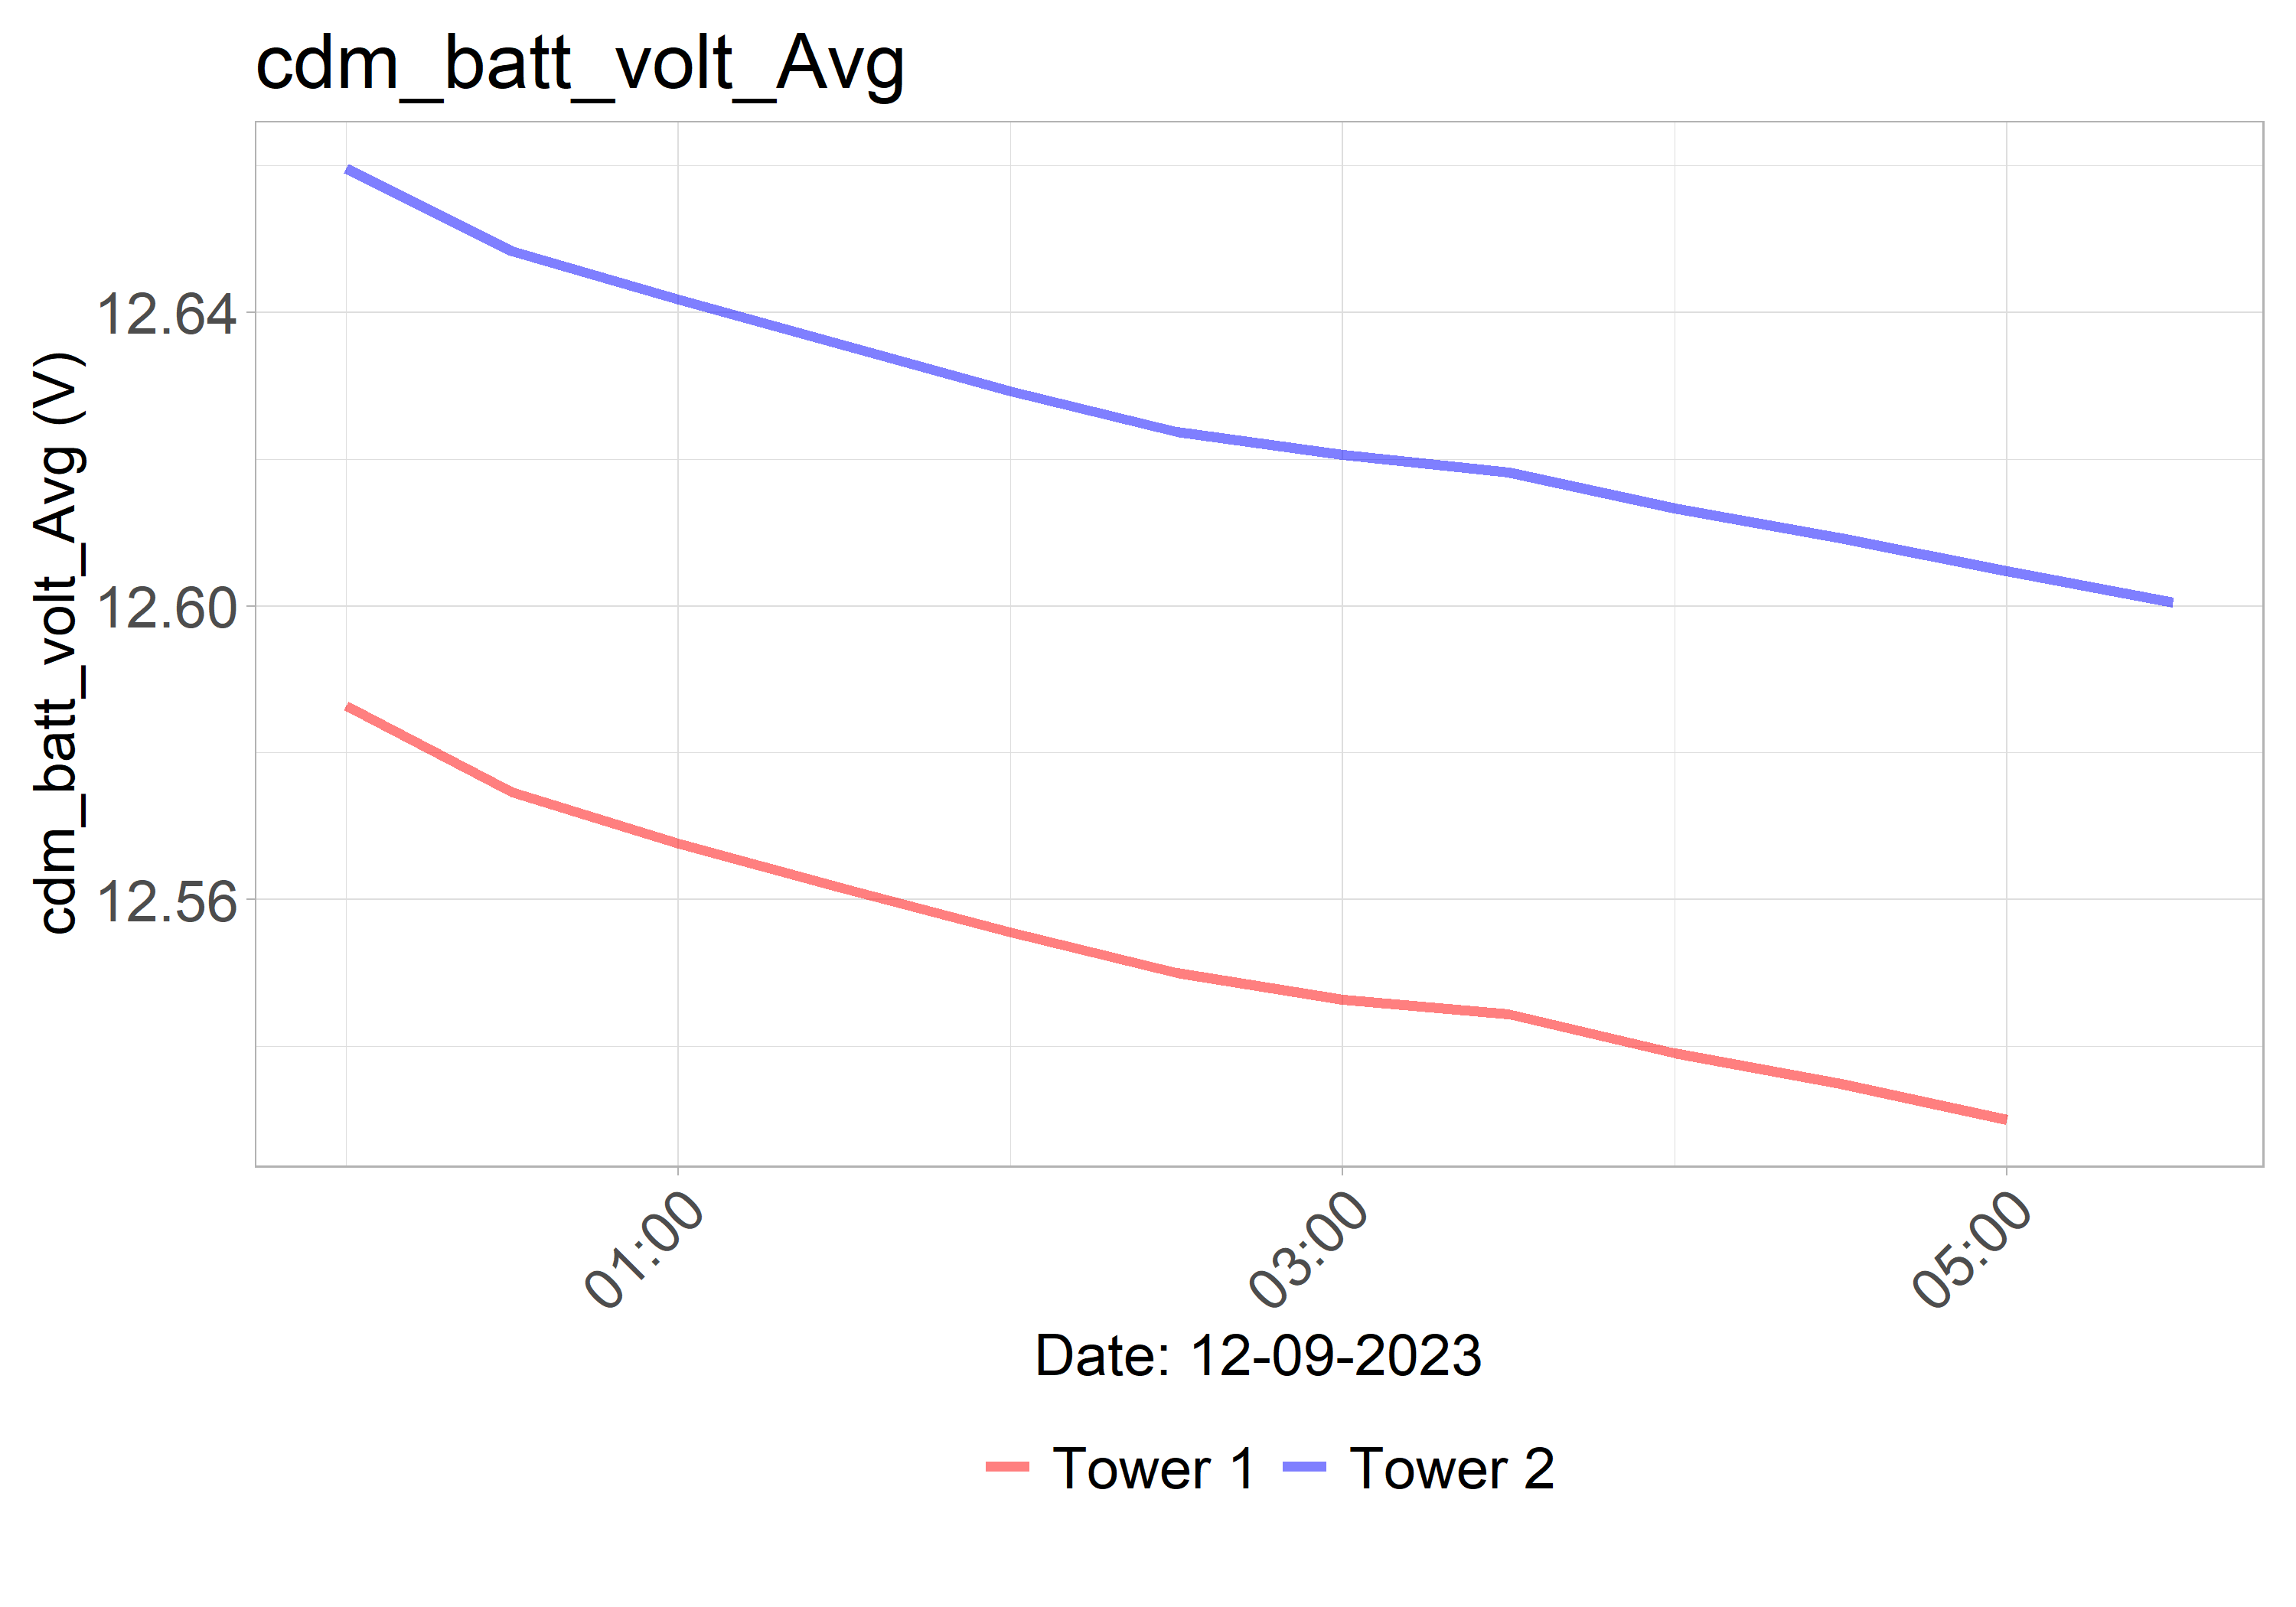 cdm_batt_volt_Avg
cdm_batt_volt_Avg (V)
12.64
12.60
12.56
01:00
03:00
05:00
Date: 12-09-2023
Tower 1
Tower 2